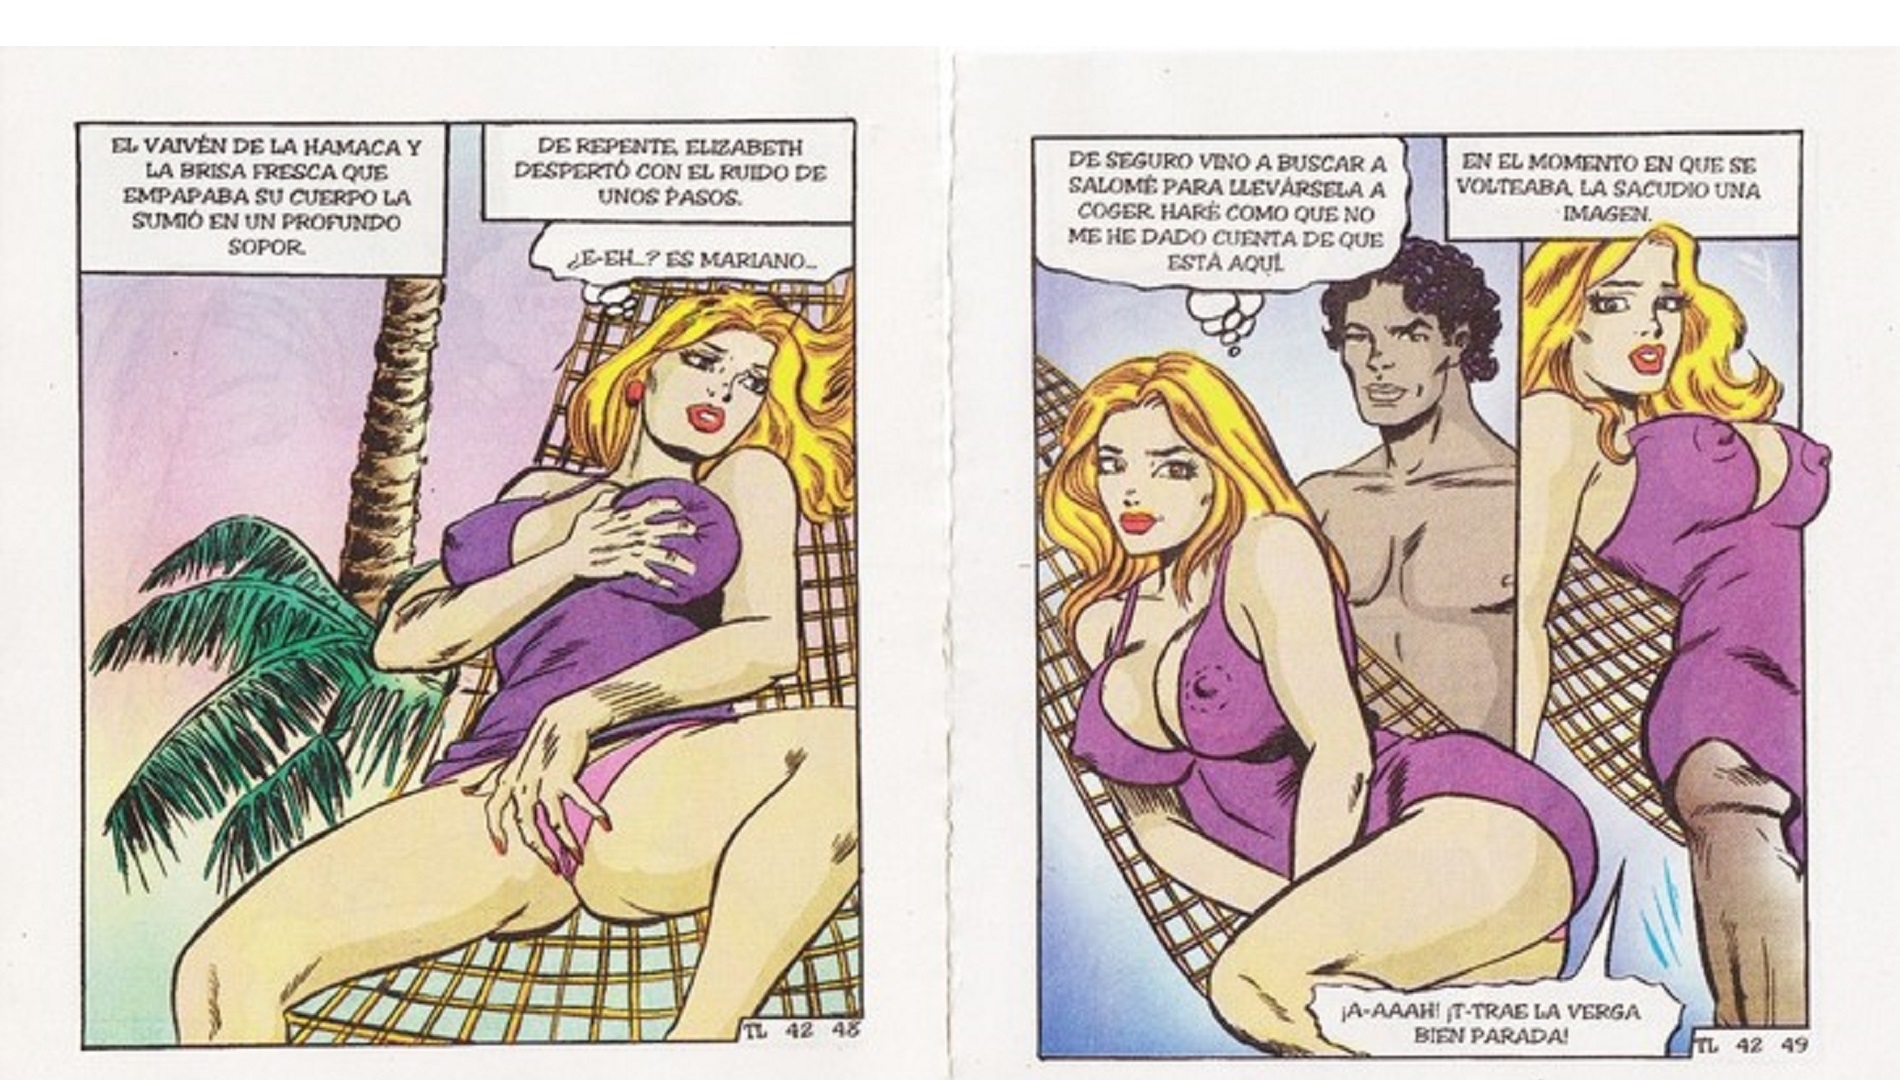 EL VAIVÉN DE LA HAMACA Y
LA BRISA FRESCA QUE
EMPAPABA SU CUERPO LA
SUMIÓ EN UN PROFUNDO
SOPOR.
DE REPENTE, ELIZABETH
DESPERTÓ CON EL RUIDO DE
UNOS PASOS.
¿E-EH...? ES MARIANO...
TL 42 48
DE SEGURO VINO A BUSCAR A
SALOMÉ PARA LLEVÁRSELA A
COGER. HARÉ COMO QUE NO
ME HE DADO CUENTA DE QUE
ESTÁ AQUÍ.
EN EL MOMENTO EN QUE SE
VOLTEABA, LA SACUDIO UNA
IMAGEN.
¡A-AAAH! ¡T-TRAE LA VERGA
BIEN PARADA!
TL 42 49